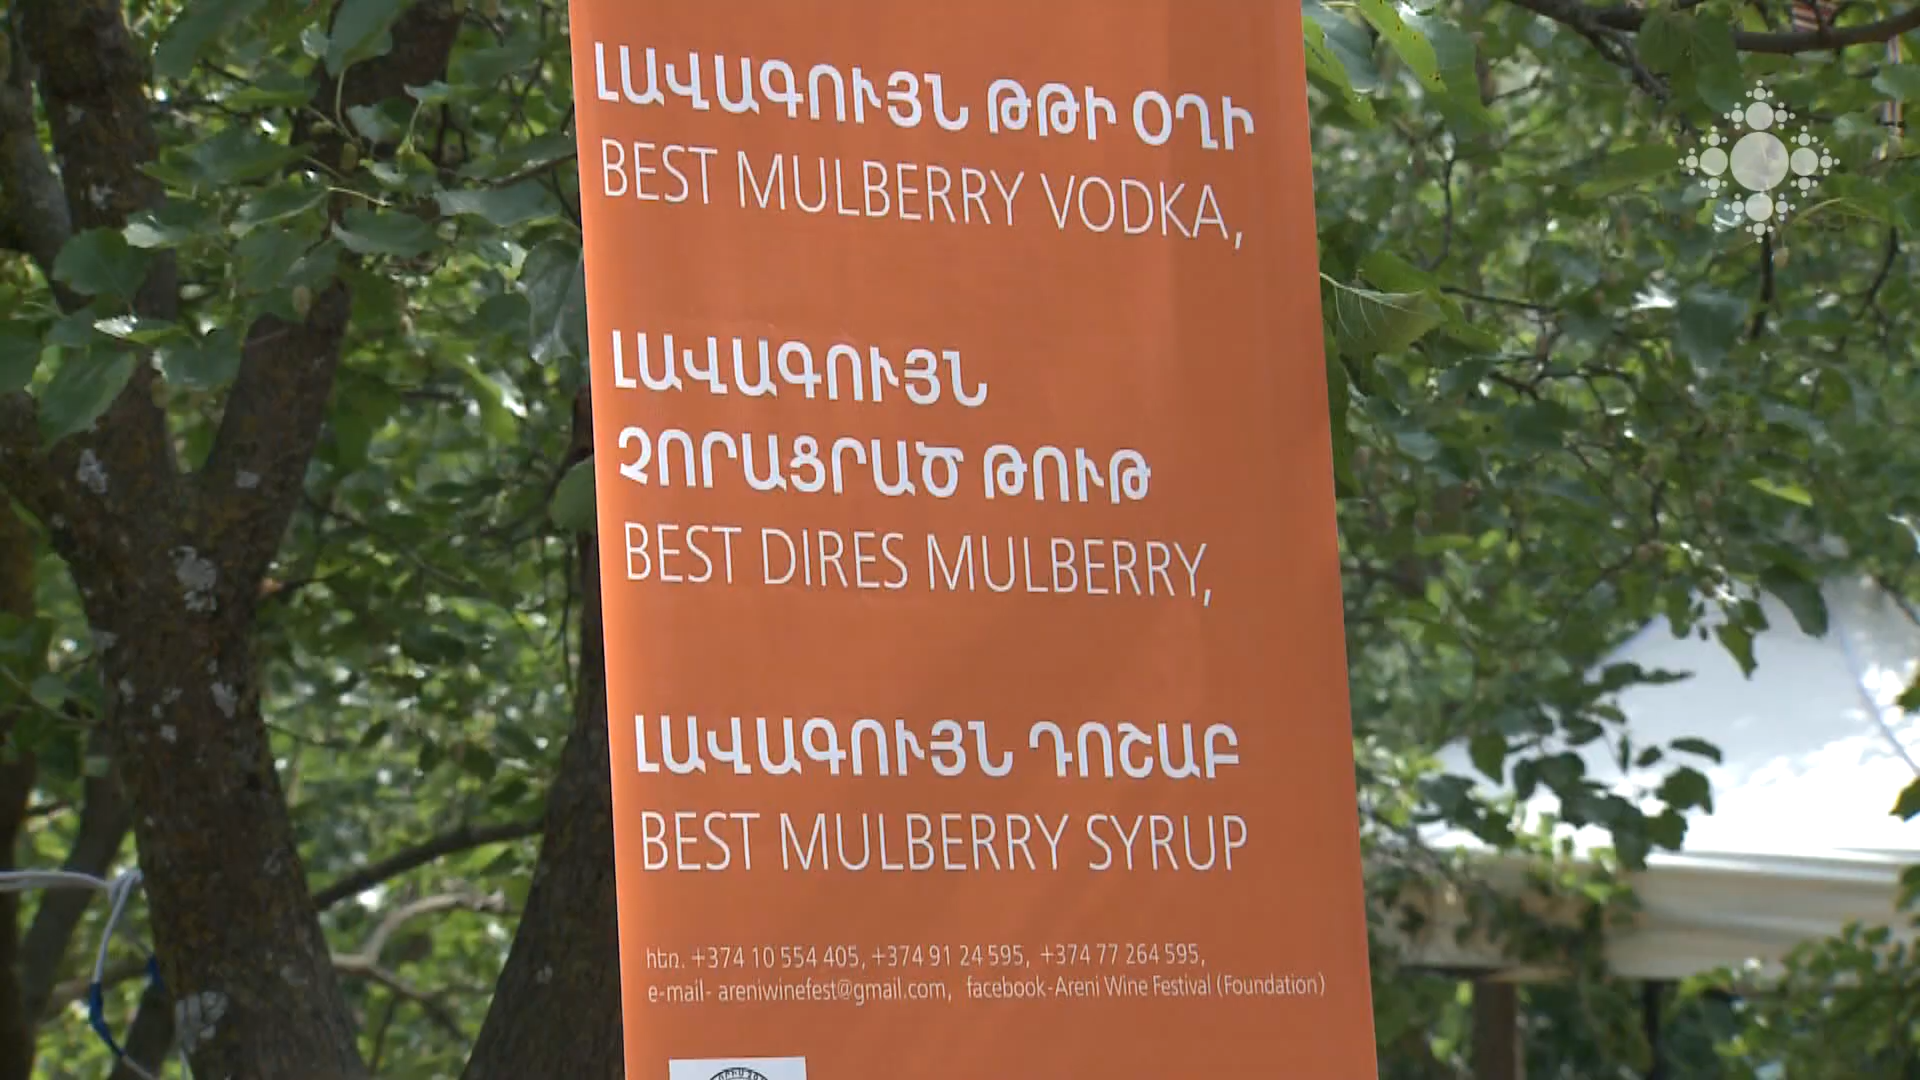 ԼԱՎԱԳՈՒՅՆ ԹԹԻ ՕՂԻ
BEST MULBERRY VODKA,
ԼԱՎԱԳՈՒՅՆ
ՉՈՐԱՑՐԱԾ ԹՈՒԹ
BEST DIRES MULBERRY,
ԼԱՎԱԳՈՒՅՆ ԴՈՇԱԲ
BEST MULBERRY SYRUP
հեռ. +374 10 554 405, +374 91 24 595, +374 77 264 595,
e-mail- areniwinefest@gmail.com, facebook-Areni Wine Festival (Foundation)